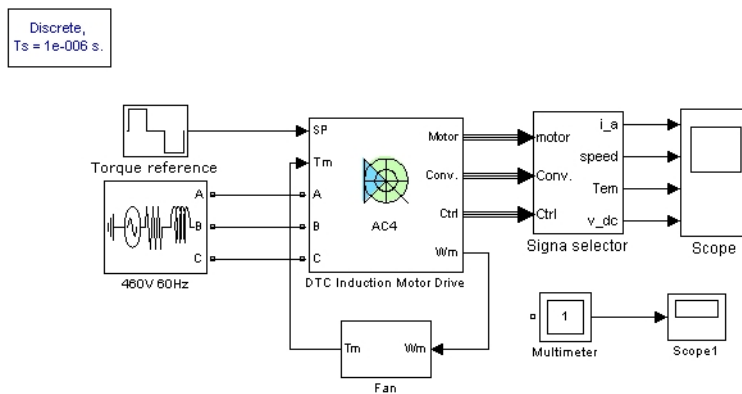 Discrete,
Ts = 1e-006 s.
Torque reference
A
B
C
460V 60Hz
SP
Tm
A
B
C
Motor
Conv.
Ctrl
Wm
AC4
DTC Induction Motor Drive
motor
Conv.
Ctrl
i_a
speed
Tem
v_dc
Signa selector
Scope
Tm
Wm
Fan
1
Multimeter
Scope1